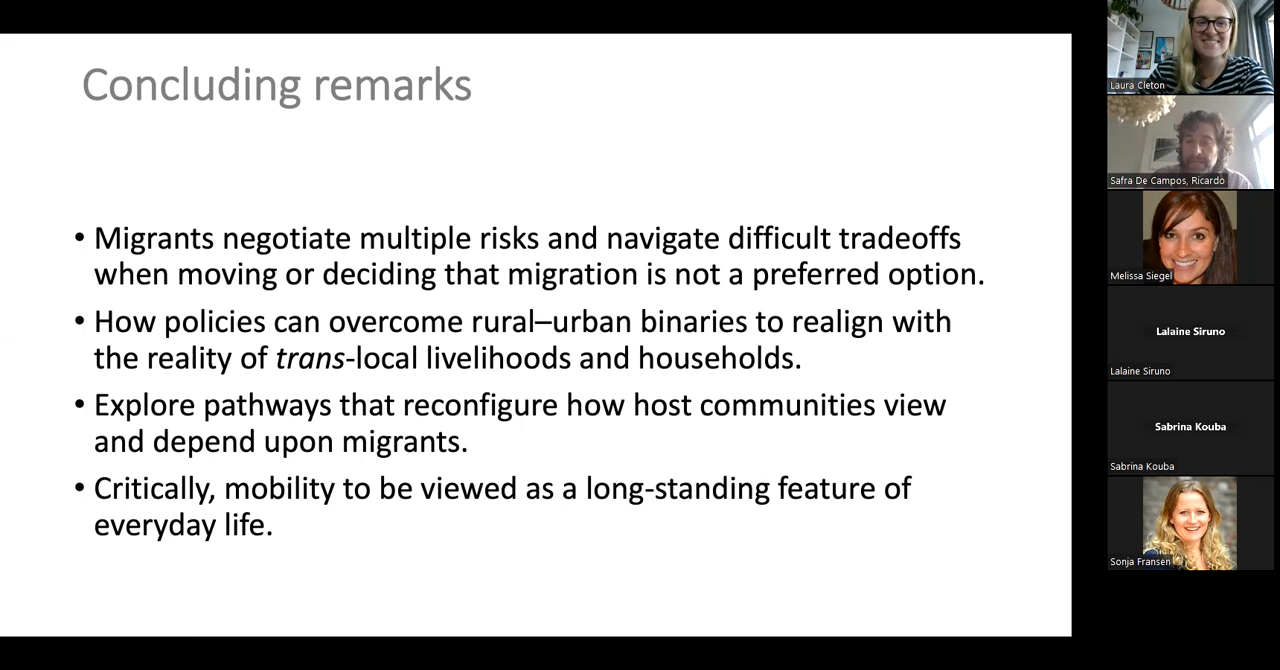 Concluding remarks
• Migrants negotiate multiple risks and navigate difficult tradeoffs
when moving or deciding that migration is not a preferred option.
• How policies can overcome rural–urban binaries to realign with
the reality of trans-local livelihoods and households.
• Explore pathways that reconfigure how host communities view
and depend upon migrants.
• Critically, mobility to be viewed as a long-standing feature of
everyday life.
Laura Cleton
Safra De Campos, Ricardo
Melissa Siegel
Lalaine Siruno
Lalaine Siruno
Sabrina Kouba
Sabrina Kouba
Sonja Fransen